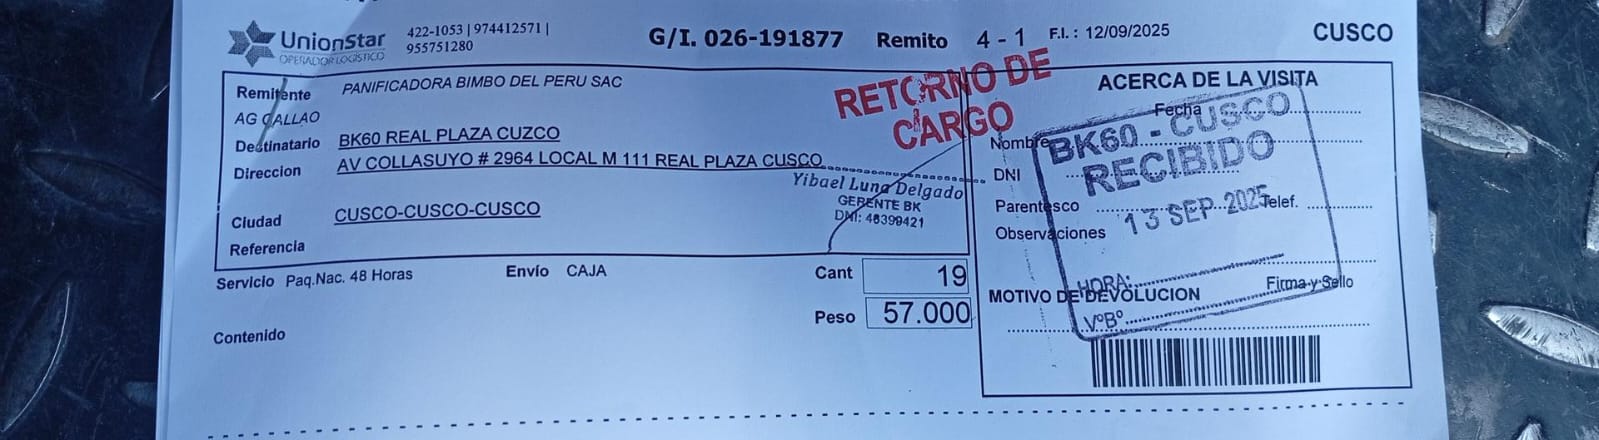 UnionStar
OPERADOR LOGISTICO
422-1053 | 974412571 |
955751280
G/I. 026-191877 Remito 4 - 1 F.I. : 12/09/2025 CUSCO
Remitente PANIFICADORA BIMBO DEL PERU SAC
AG CALLAO
Destinatario BK60 REAL PLAZA CUZCO
Direccion AV COLLASUYO # 2964 LOCAL M 111 REAL PLAZA CUSCO
Ciudad CUSCO-CUSCO-CUSCO
Referencia
RETORNO DE
CARGO
Yibael Luna Delgado
GERENTE BK
DNI: 46399421
Servicio Paq.Nac. 48 Horas Envío CAJA Cant 19
Peso 57.000
Contenido
ACERCA DE LA VISITA
Fecha
Nombre
DNI
Parentesco Telef.
Observaciones
Firma y Sello
MOTIVO DE DEVOLUCION
BK60 - CUSCO
RECIBIDO
13 SEP 2025
HORA:
VºBº